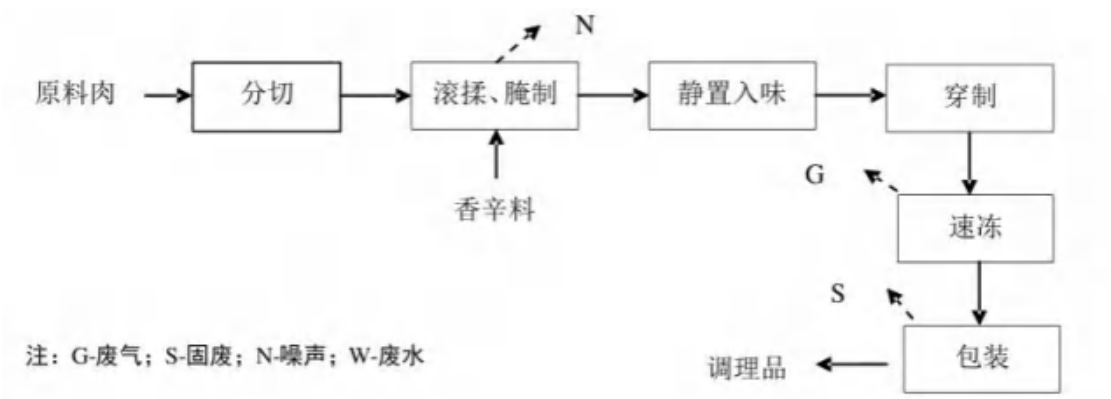 N
原料肉
分切
滚揉、腌制
静置入味
穿制
香辛料
G
速冻
S
包装
调理品
注：G-废气；S-固废；N-噪声；W-废水